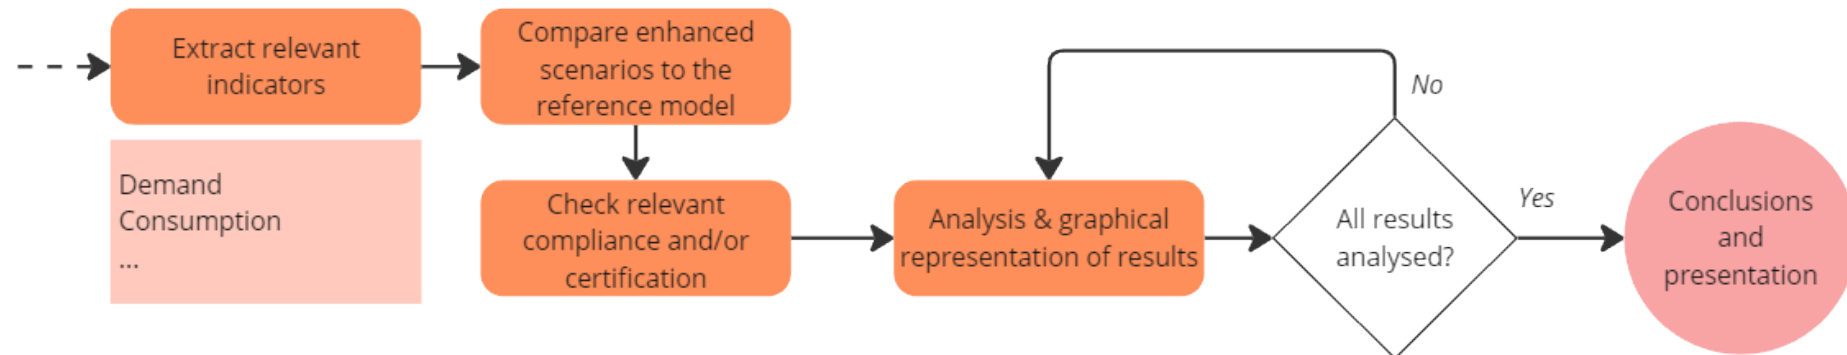 Extract relevant
indicators
Demand
Consumption
...
Compare enhanced
scenarios to the
reference model
Check relevant
compliance and/or
certification
Analysis & graphical
representation of results
All results
analysed?
No
Yes
Conclusions
and
presentation